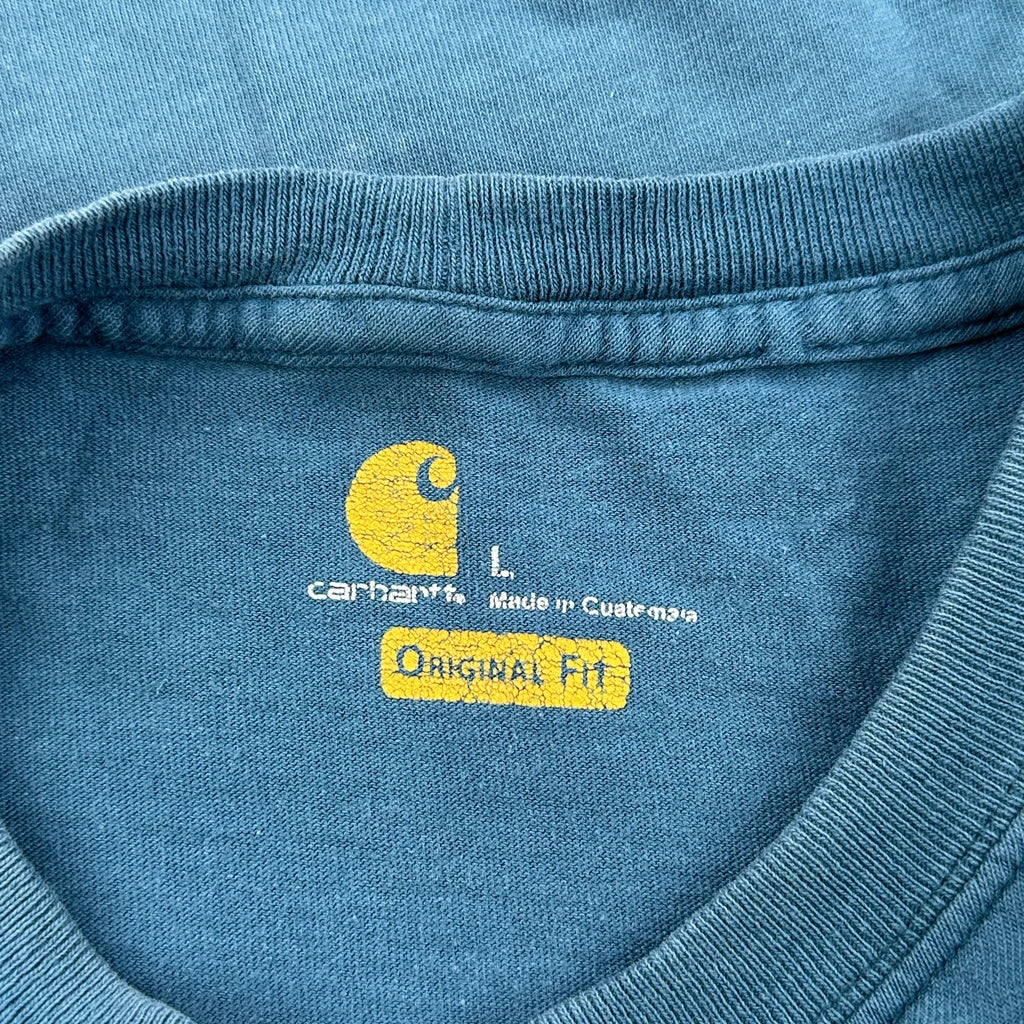 L
carhartt.
Made in Guatemala
ORIGINAL FIT